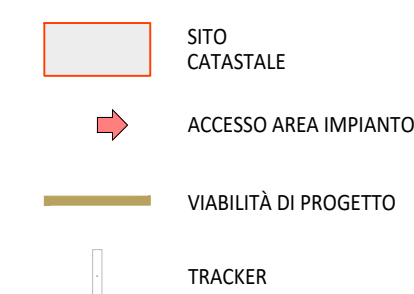 SITO
CATASTALE
ACCESSO AREA IMPIANTO
VIABILITÀ DI PROGETTO
TRACKER